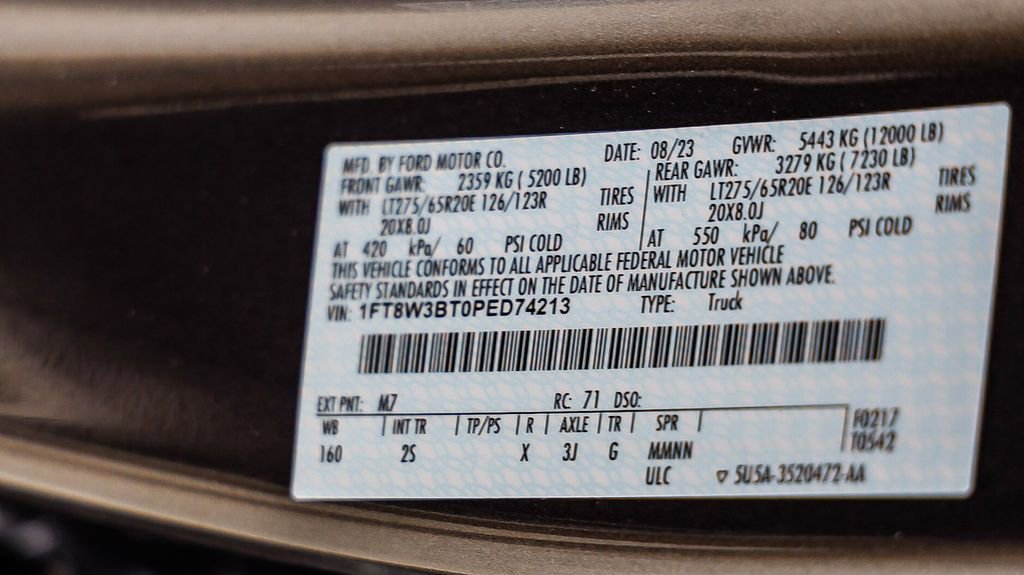 MFD. BY FORD MOTOR CO. DATE: 08/23 GVWR: 5443 KG (12000 LB)
FRONT GAWR: 2359 KG ( 5200 LB) REAR GAWR: 3279 KG ( 7230 LB)
WITH LT275/65R20E 126/123R TIRES WITH LT275/65R20E 126/123R TIRES
20X8.0J RIMS 20X8.0J RIMS
AT 420 kPa/ 60 PSI COLD AT 550 kPa/ 80 PSI COLD
THIS VEHICLE CONFORMS TO ALL APPLICABLE FEDERAL MOTOR VEHICLE
SAFETY STANDARDS IN EFFECT ON THE DATE OF MANUFACTURE SHOWN ABOVE.
VIN: 1FT8W3BT0PED74213 TYPE: Truck
EXT PNT: M7 RC: 71 DSO:
WB | INT TR | TP/PS | R | AXLE | TR | SPR | F0217
160 2S X 3J G MMNN T0542
ULC ▽ 5U5A-3520472-AA